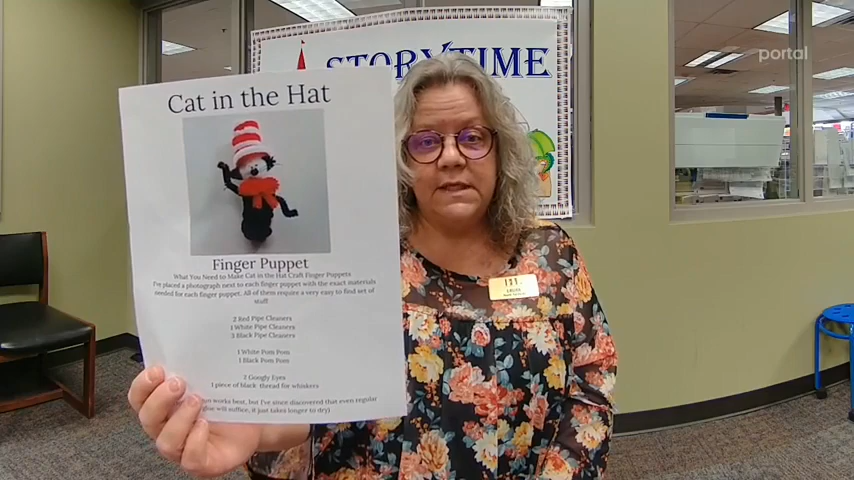 portal
STORYTIME
Cat in the Hat
Finger Puppet
What You Need to Make Cat in the Hat Craft Finger Puppets
I've placed a photograph next to each finger puppet with the exact materials
needed for each finger puppet. All of them require a very easy to find set of
stuff
2 Red Pipe Cleaners
1 White Pipe Cleaners
3 Black Pipe Cleaners
1 White Pom Pom
1 Black Pom Pom
2 Googly Eyes
1 piece of black thread for whiskers
works best, but I've since discovered that even regular
glue will suffice, it just takes longer to dry)